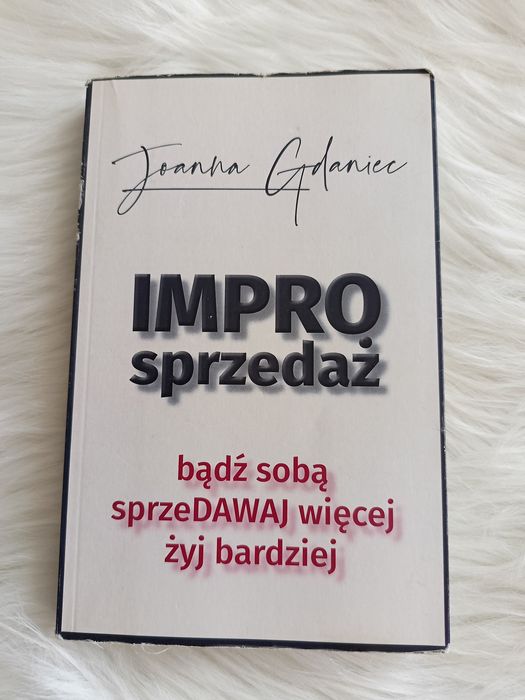 Joanna Gdaniec
IMPRO
sprzedaż
bądź sobą
sprzeDAWAJ więcej
żyj bardziej